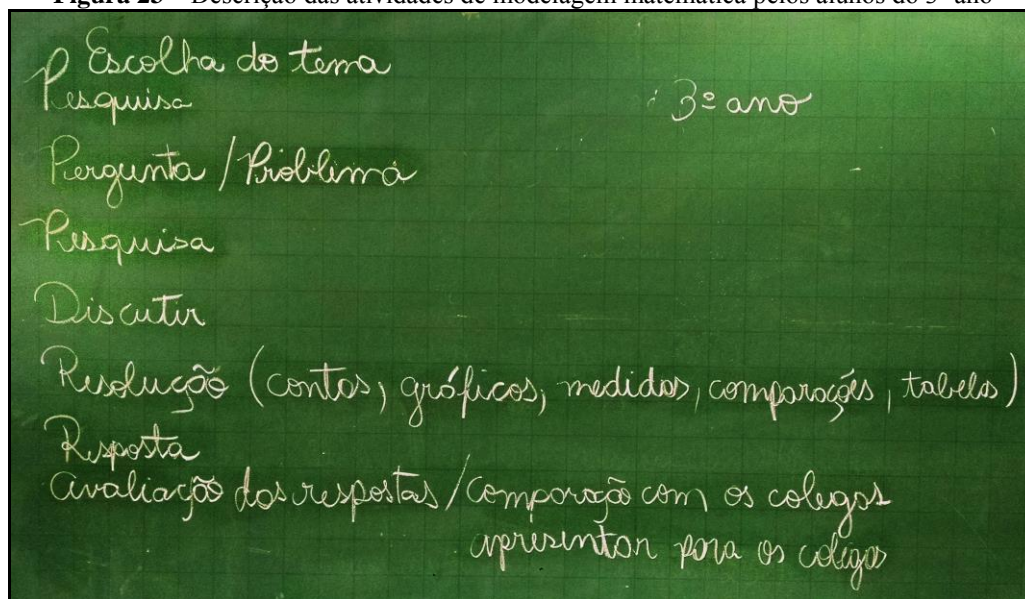 Figura 23 – Descrição das atividades de modelagem matemática pelos alunos do 3º ano
Escolha do tema
Pesquisa
3º ano
Pergunta / Problema
Pesquisa
Discutir
Resolução (contas, gráficos, medidas, comparações, tabelas)
Resposta
Avaliação das respostas / Comparação com os colegas
apresentar para os colegas